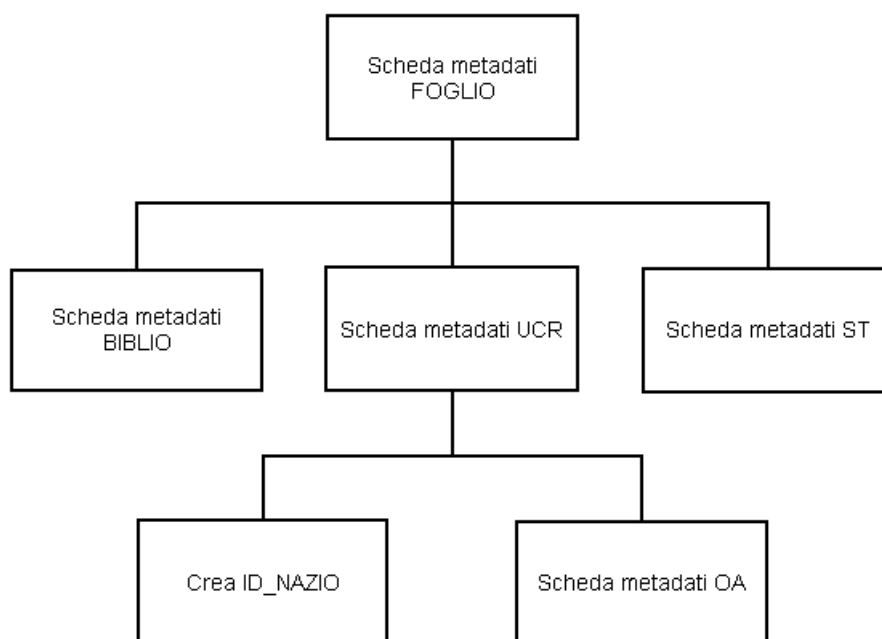 Scheda metadati
FOGLIO
Scheda metadati
BIBLIO
Scheda metadati UCR
Scheda metadati ST
Crea ID_NAZIO
Scheda metadati OA